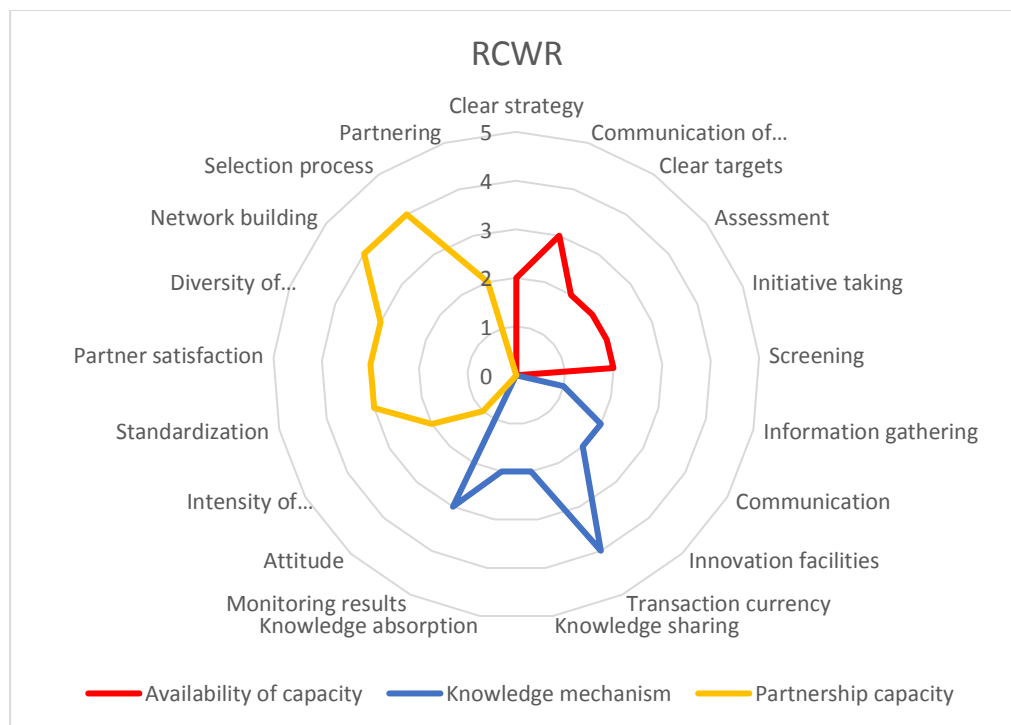 RCWR
Clear strategy
Communication of...
Clear targets
Assessment
Initiative taking
Screening
Information gathering
Communication
Innovation facilities
Transaction currency
Knowledge sharing
Knowledge absorption
Monitoring results
Attitude
Intensity of...
Standardization
Partner satisfaction
Diversity of...
Network building
Selection process
Partnering
5
4
3
2
1
0
Availability of capacity
Knowledge mechanism
Partnership capacity